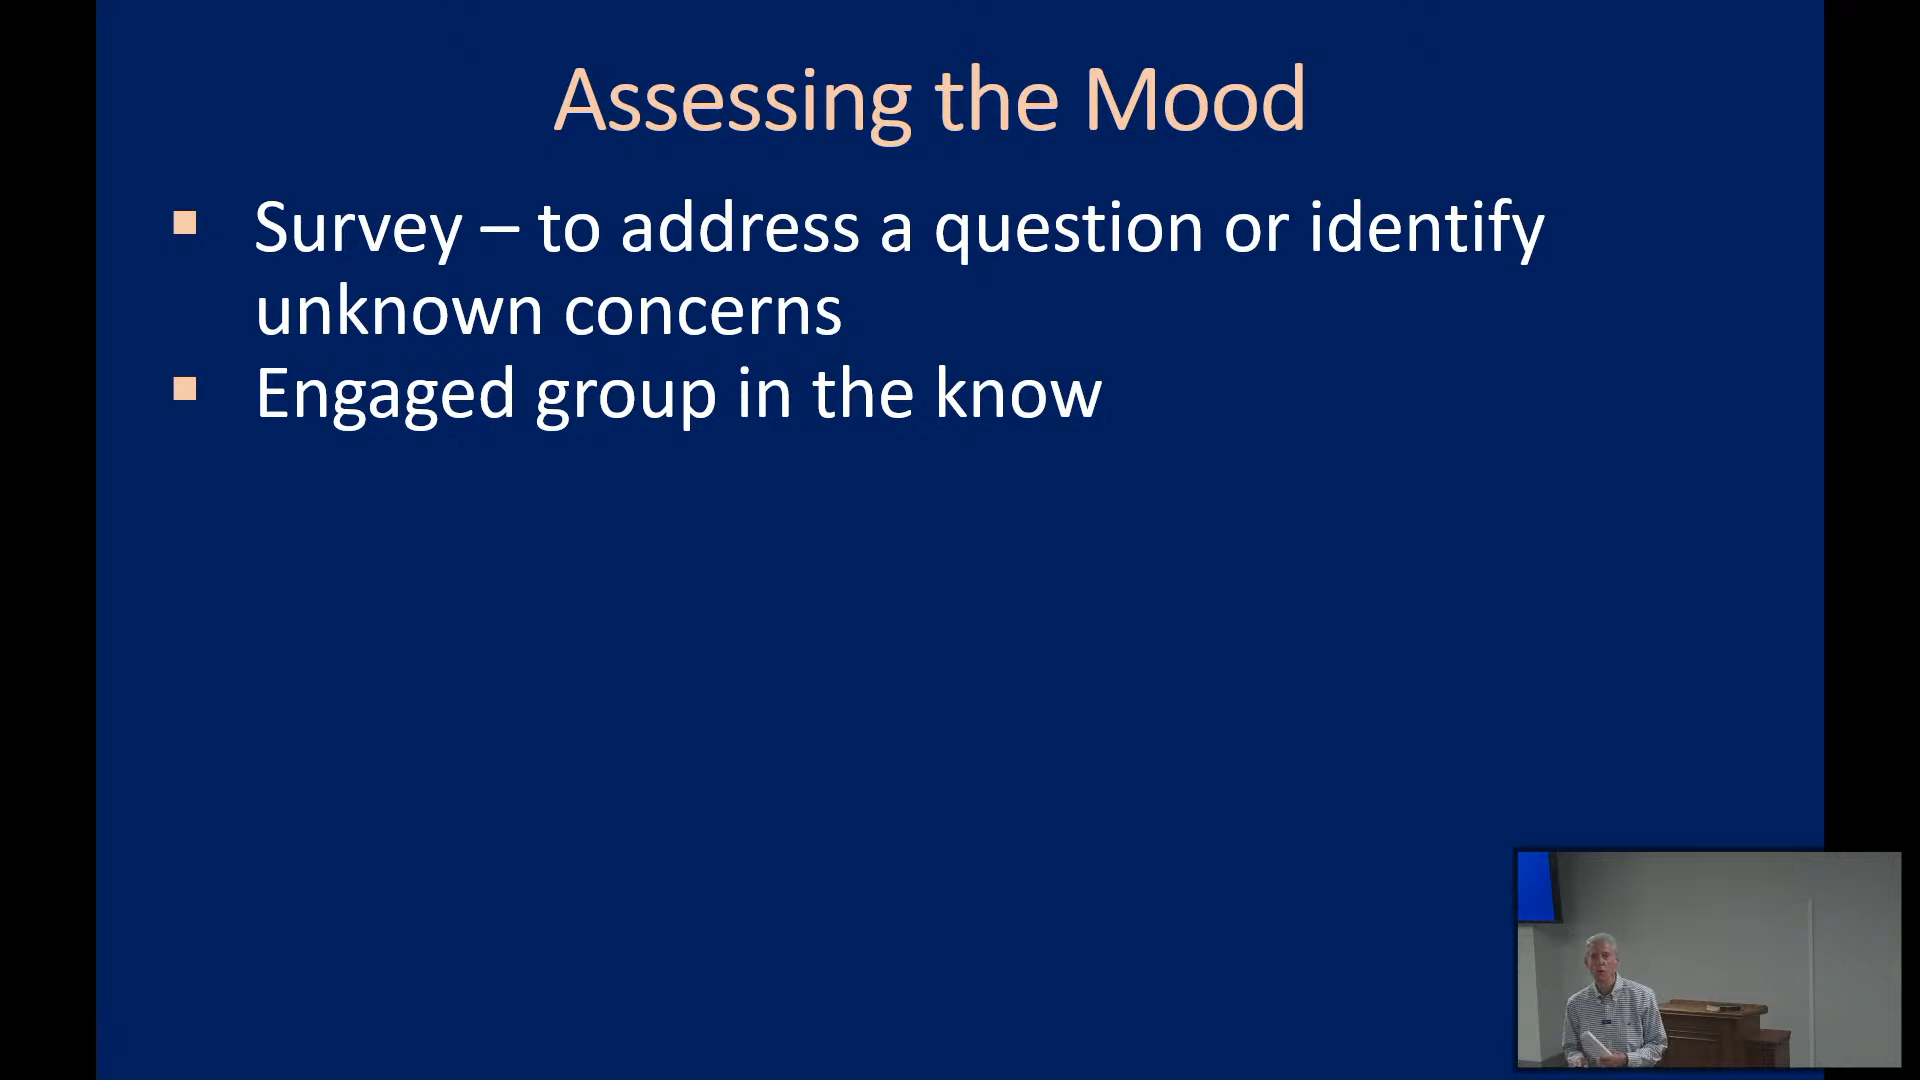 Assessing the Mood
Survey – to address a question or identify
unknown concerns
Engaged group in the know